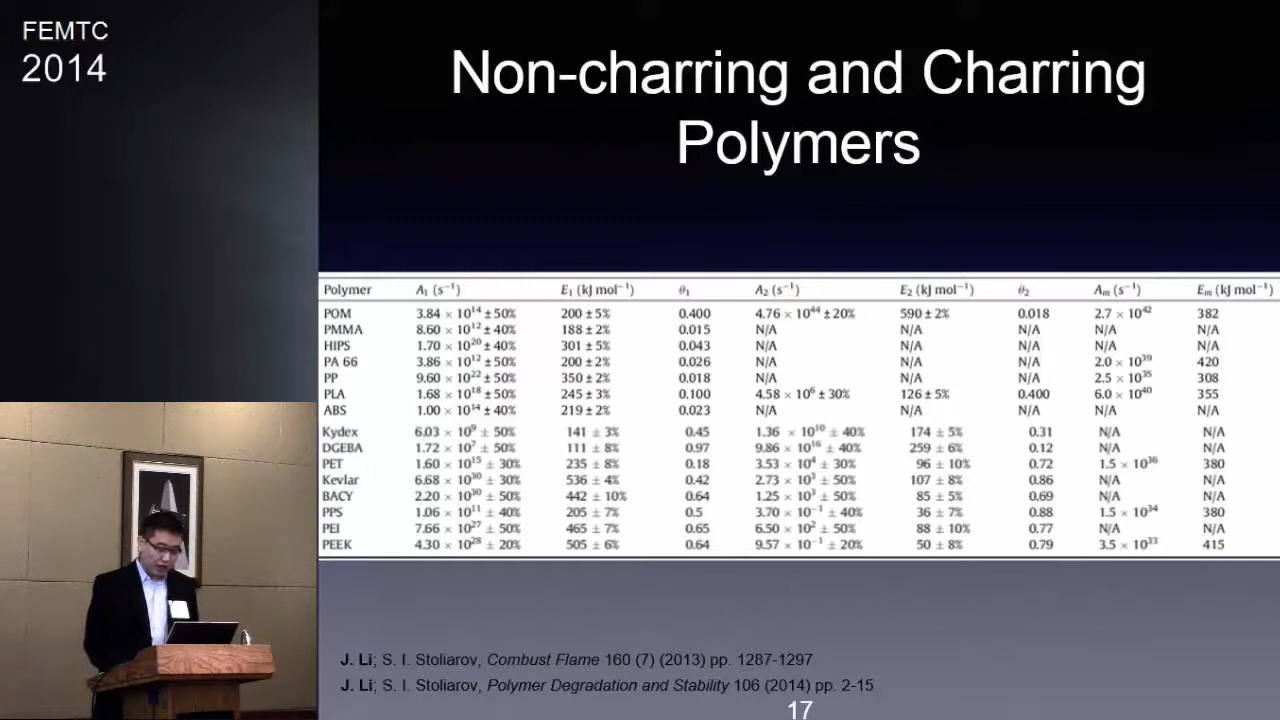 FEMTC
2014
Non-charring and Charring
Polymers
Polymer A₁ (s⁻¹) E₁ (kJ mol⁻¹) θ₁ A₂ (s⁻¹) E₂ (kJ mol⁻¹) θ₂ Aₘ (s⁻¹) Eₘ (kJ mol⁻¹)
POM 3.84 × 10¹⁴ ± 50% 200 ± 5% 0.400 4.76 × 10⁴⁴ ± 20% 590 ± 2% 0.018 2.7 × 10⁴² 382
PMMA 8.60 × 10¹² ± 40% 188 ± 2% 0.015 N/A N/A N/A N/A N/A
HIPS 1.70 × 10²⁰ ± 40% 301 ± 5% 0.043 N/A N/A N/A N/A N/A
PA 66 3.86 × 10¹² ± 50% 200 ± 2% 0.026 N/A N/A N/A 2.0 × 10³⁹ 420
PP 9.60 × 10²² ± 50% 350 ± 2% 0.018 N/A N/A N/A 2.5 × 10³⁵ 308
PLA 1.68 × 10¹⁸ ± 50% 245 ± 3% 0.100 4.58 × 10⁶ ± 30% 126 ± 5% 0.400 6.0 × 10⁴⁰ 355
ABS 1.00 × 10¹⁴ ± 40% 219 ± 2% 0.023 N/A N/A N/A N/A N/A
Kydex 6.03 × 10⁹ ± 50% 141 ± 3% 0.45 1.36 × 10¹⁰ ± 40% 174 ± 5% 0.31 N/A N/A
DGEBA 1.72 × 10⁷ ± 50% 111 ± 8% 0.97 9.86 × 10¹⁶ ± 40% 259 ± 6% 0.12 N/A N/A
PET 1.60 × 10¹⁵ ± 30% 235 ± 8% 0.18 3.53 × 10⁴ ± 30% 96 ± 10% 0.72 1.5 × 10³⁶ 380
Kevlar 6.68 × 10³⁰ ± 30% 536 ± 4% 0.42 2.73 × 10³ ± 50% 107 ± 8% 0.86 N/A N/A
BACY 2.20 × 10³⁰ ± 50% 442 ± 10% 0.64 1.25 × 10³ ± 50% 85 ± 5% 0.69 N/A N/A
PPS 1.06 × 10¹¹ ± 40% 205 ± 7% 0.5 3.70 × 10⁻¹ ± 40% 36 ± 7% 0.88 1.5 × 10³⁴ 380
PEI 7.66 × 10²⁷ ± 50% 465 ± 7% 0.65 6.50 × 10² ± 50% 88 ± 10% 0.77 N/A N/A
PEEK 4.30 × 10²⁸ ± 20% 505 ± 6% 0.64 9.57 × 10⁻¹ ± 20% 50 ± 8% 0.79 3.5 × 10³³ 415
J. Li; S. I. Stoliarov, Combust Flame 160 (7) (2013) pp. 1287-1297
J. Li; S. I. Stoliarov, Polymer Degradation and Stability 106 (2014) pp. 2-15
17